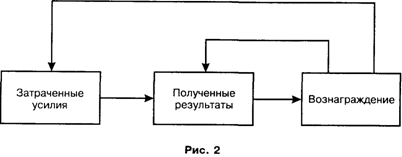 Затраченные
усилия
Полученные
результаты
Вознаграждение
Рис. 2